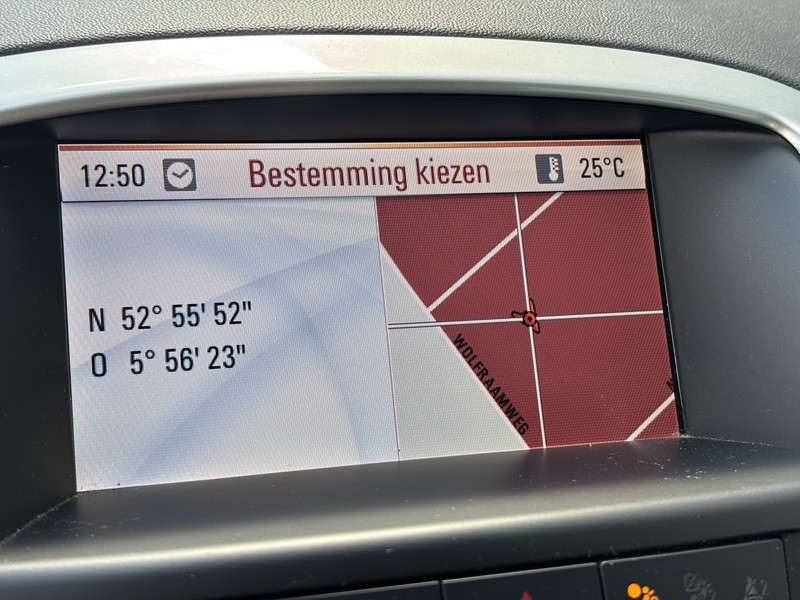 12:50 Bestemming kiezen 25°C
N 52° 55' 52"
O 5° 56' 23"
WOLFRAAMWEG